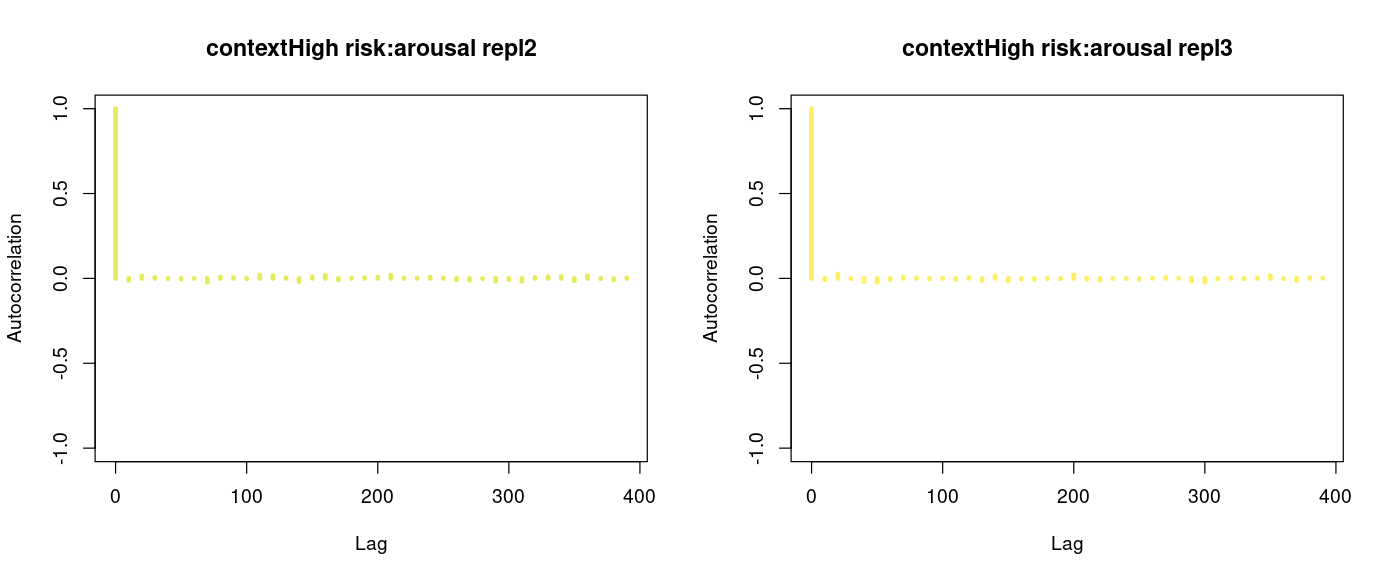 contextHigh risk:arousal repl2
Autocorrelation
1.0
0.5
0.0
-0.5
-1.0
0 100 200 300 400
Lag
contextHigh risk:arousal repl3
Autocorrelation
1.0
0.5
0.0
-0.5
-1.0
0 100 200 300 400
Lag